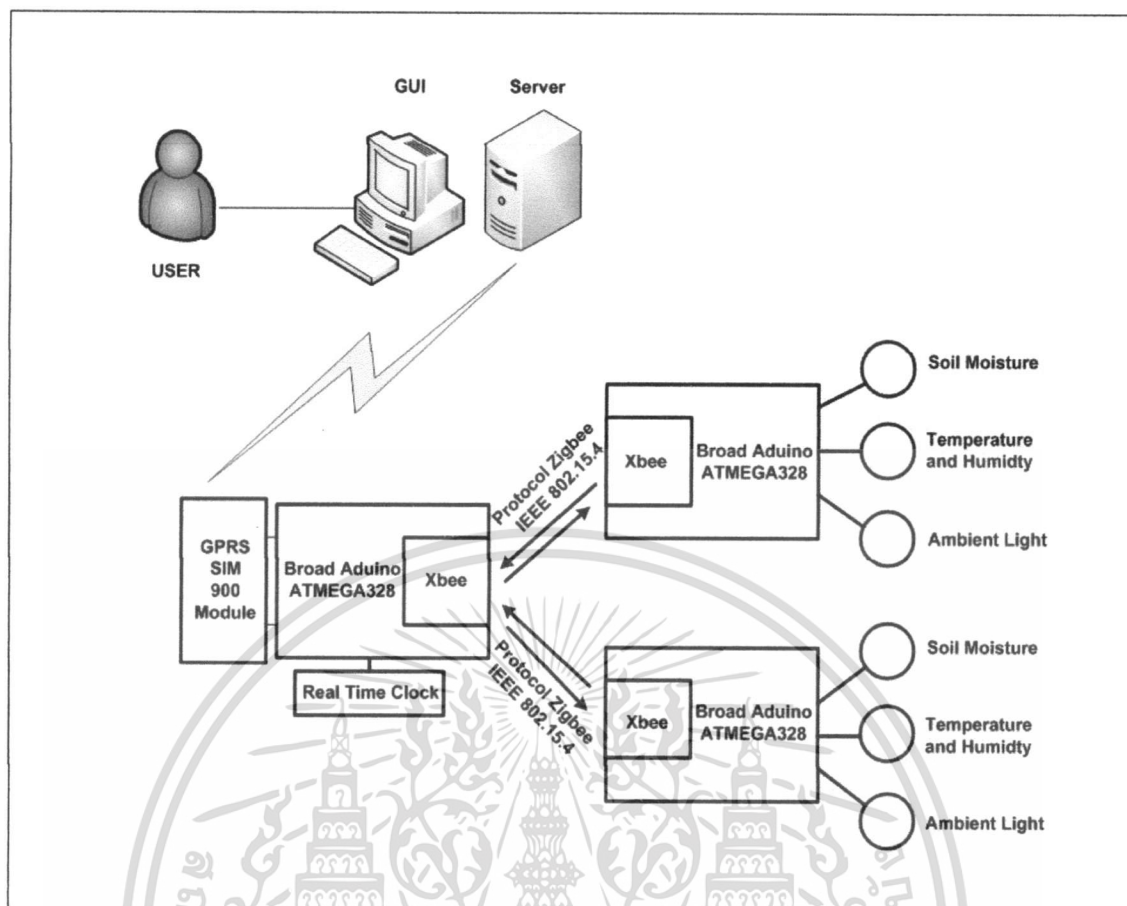 GUI
Server
USER
Soil Moisture
Xbee
Broad Aduino
ATMEGA328
Temperature
and Humidty
Ambient Light
Protocol Zigbee
IEEE 802.15.4
GPRS
SIM
900
Module
Broad Aduino
ATMEGA328
Xbee
Real Time Clock
Protocol Zigbee
IEEE 802.15.4
Soil Moisture
Xbee
Broad Aduino
ATMEGA328
Temperature
and Humidty
Ambient Light